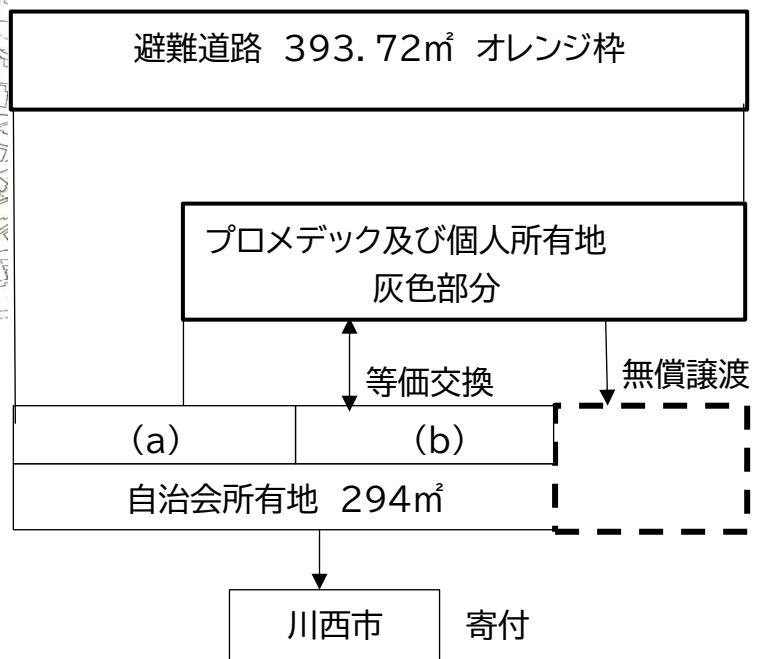 避難道路 393.72㎡ オレンジ枠
プロメデック及び個人所有地
灰色部分
等価交換
無償譲渡
(a)
(b)
自治会所有地 294㎡
川西市
寄付